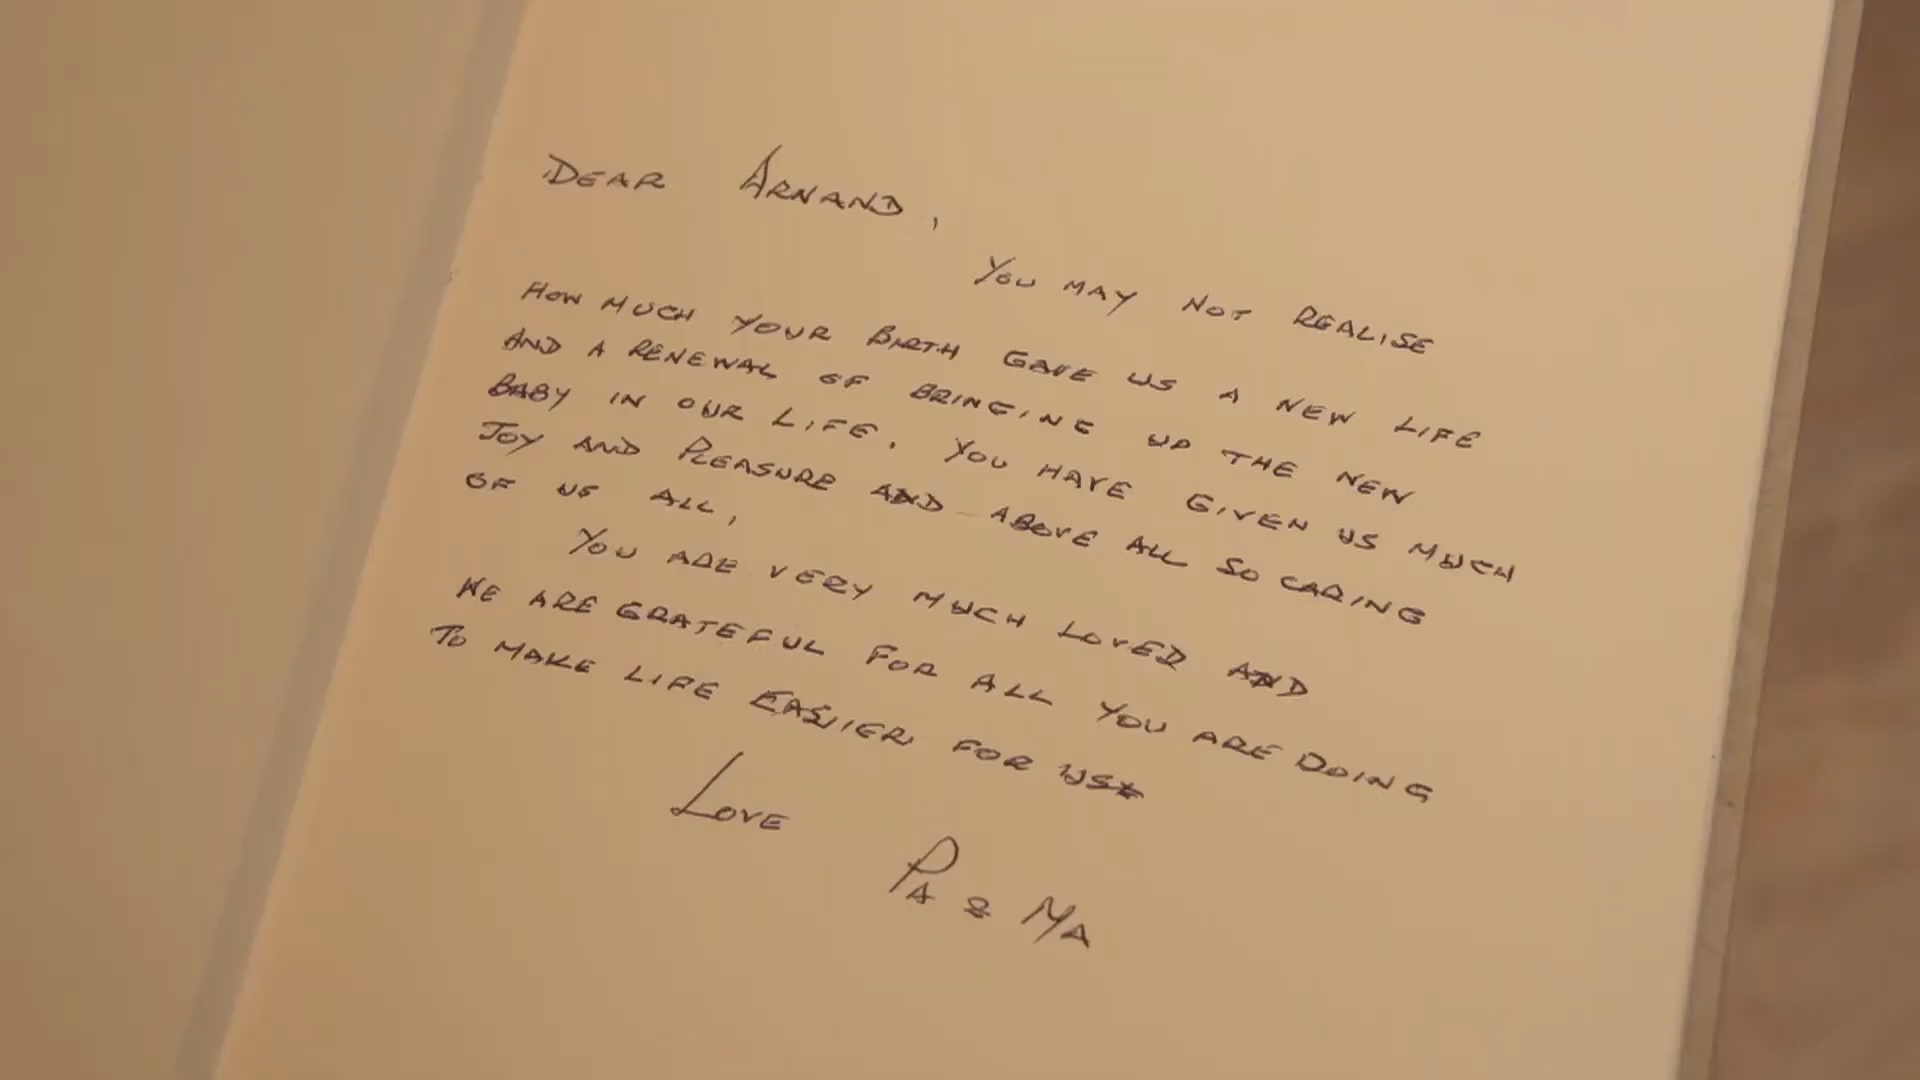 DEAR ARNAND,
YOU MAY NOT REALISE
HOW MUCH YOUR BIRTH GAVE US A NEW LIFE
AND A RENEWAL OF BRINGING UP THE NEW
BABY IN OUR LIFE. YOU HAVE GIVEN US MUCH
JOY AND PLEASURE AND ABOVE ALL SO CARING
OF US ALL,
YOU ARE VERY MUCH LOVED AND
WE ARE GRATEFUL FOR ALL YOU ARE DOING
TO MAKE LIFE EASIER FOR US
LOVE
PA & MA